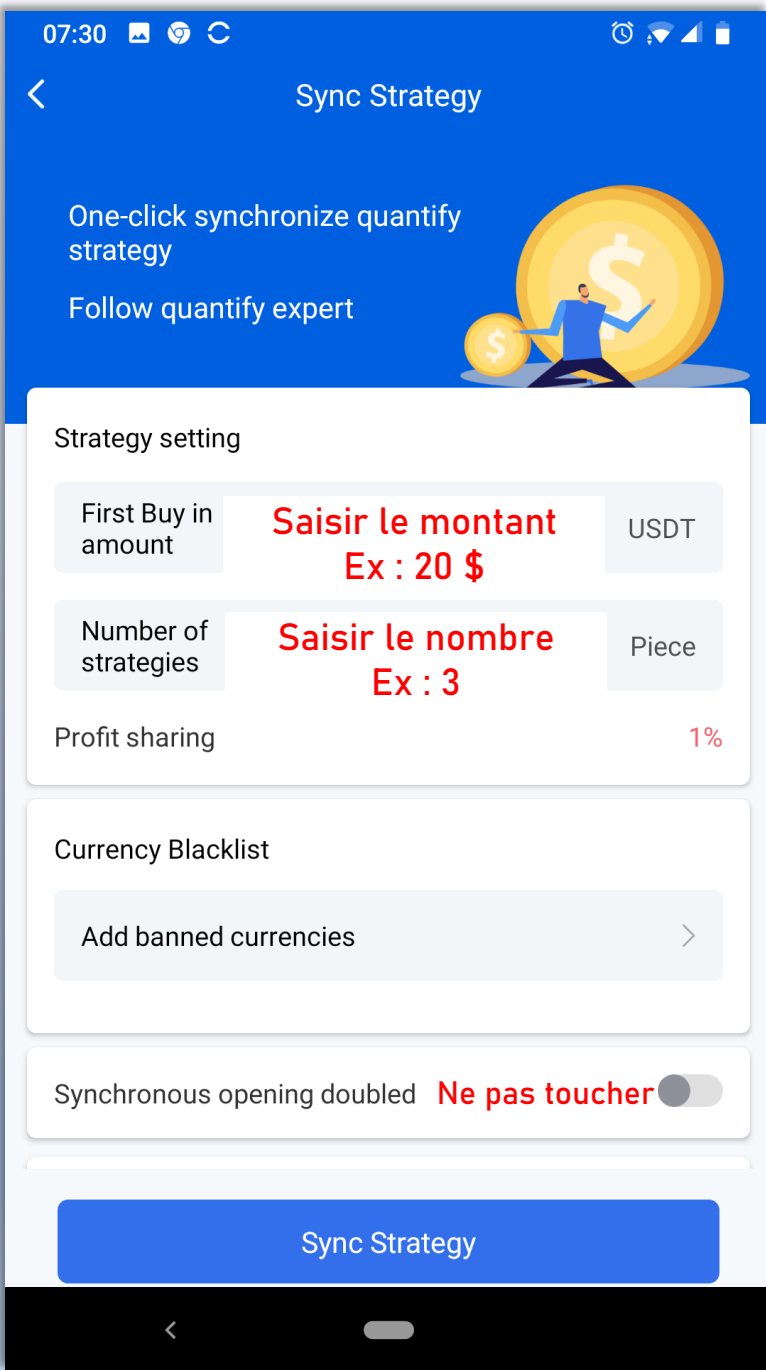 07:30
Sync Strategy
One-click synchronize quantify
strategy
Follow quantify expert
$
$
Strategy setting
First Buy in
amount
Saisir le montant
Ex : 20 $
USDT
Number of
strategies
Saisir le nombre
Ex : 3
Piece
Profit sharing 1%
Currency Blacklist
Add banned currencies
Synchronous opening doubled Ne pas toucher
Sync Strategy